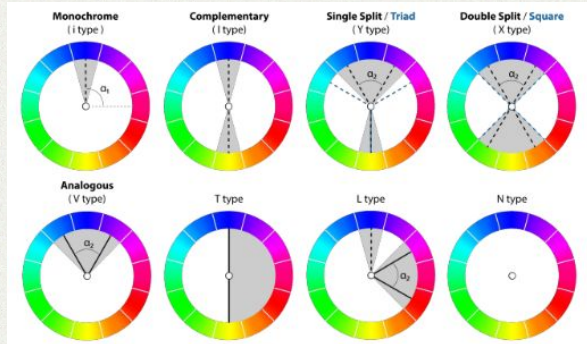 Monochrome
( i type )
Complementary
( I type )
Single Split / Triad
( Y type )
Double Split / Square
( X type )
α₁
α₂
α₂
Analogous
( V type)
T type
L type
N type
α₂
α₂